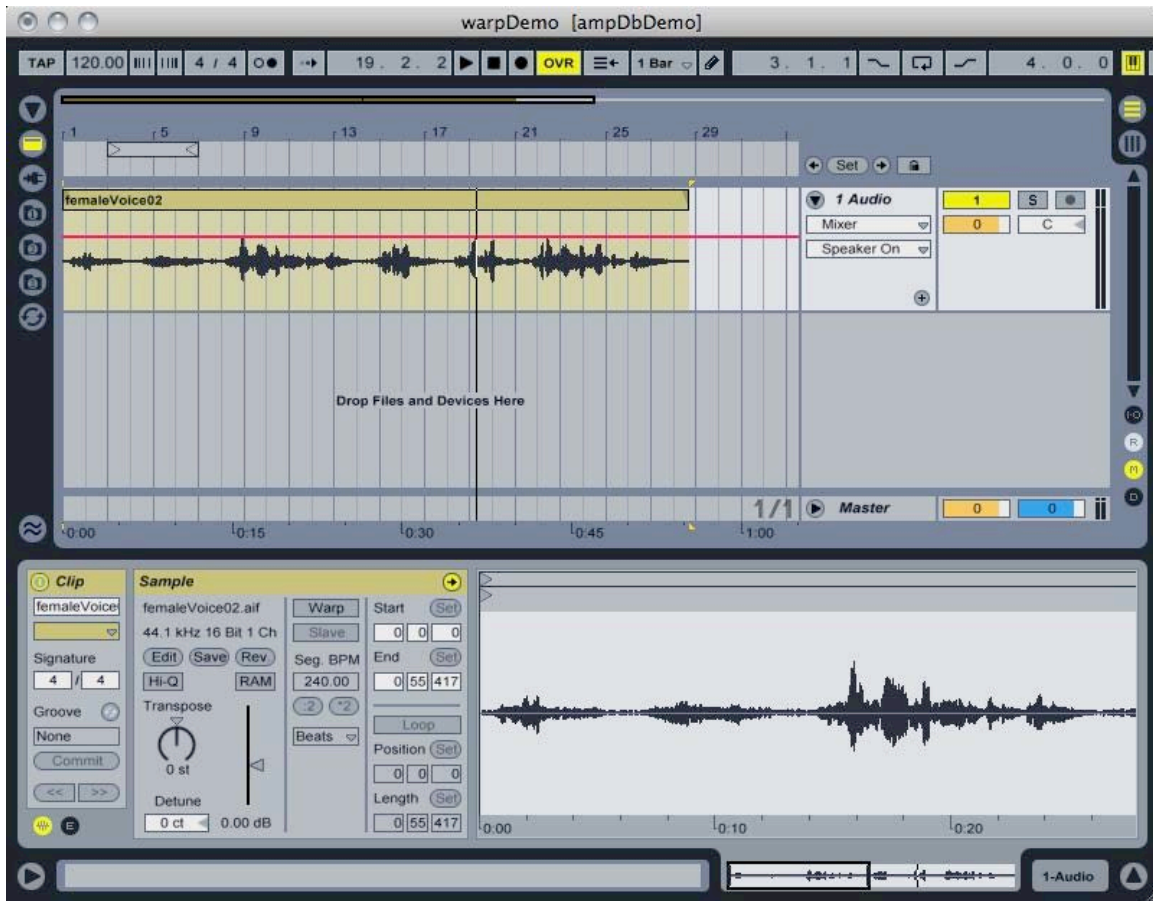 warpDemo [ampDbDemo]
TAP 120.00 4 / 4 19. 2. 2 OVR 1 Bar 3. 1. 1 4. 0. 0
1 5 9 13 17 21 25 29
Set
femaleVoice02
1 Audio 1 S
Mixer 0 C
Speaker On
Drop Files and Devices Here
1/1 Master 0 0
0:00 0:15 0:30 0:45 1:00
I·O
R
M
D
Clip Sample
femaleVoice femaleVoice02.aif Warp Start Set
44.1 kHz 16 Bit 1 Ch Slave 0 0 0
Signature Edit Save Rev. Seg. BPM End Set
4 / 4 Hi-Q RAM 240.00 0 55 417
Groove Transpose :2 *2
None Beats Loop
Commit 0 st Position Set
0 0 0
<< >> Detune Length Set
E 0 ct 0.00 dB 0 55 417
0:00 0:10 0:20
1-Audio